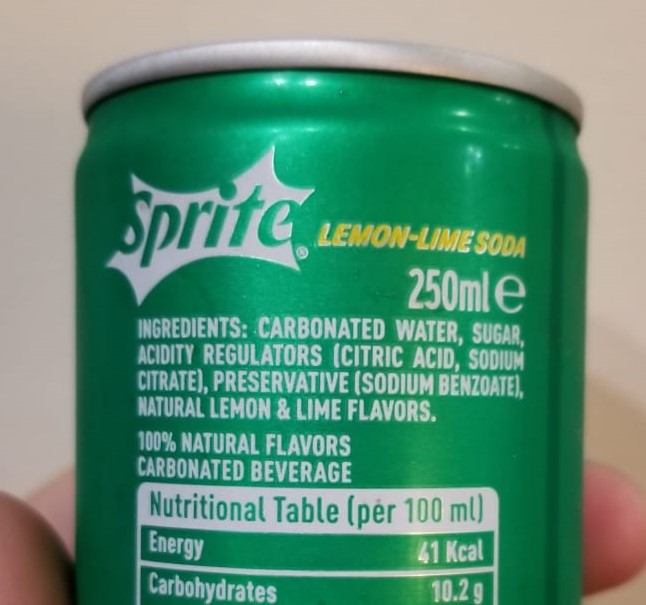 Sprite® LEMON-LIME SODA
250ml e
INGREDIENTS: CARBONATED WATER, SUGAR,
ACIDITY REGULATORS (CITRIC ACID, SODIUM
CITRATE), PRESERVATIVE (SODIUM BENZOATE),
NATURAL LEMON & LIME FLAVORS.
100% NATURAL FLAVORS
CARBONATED BEVERAGE
Nutritional Table (per 100 ml)
Energy 41 Kcal
Carbohydrates 10.2 g